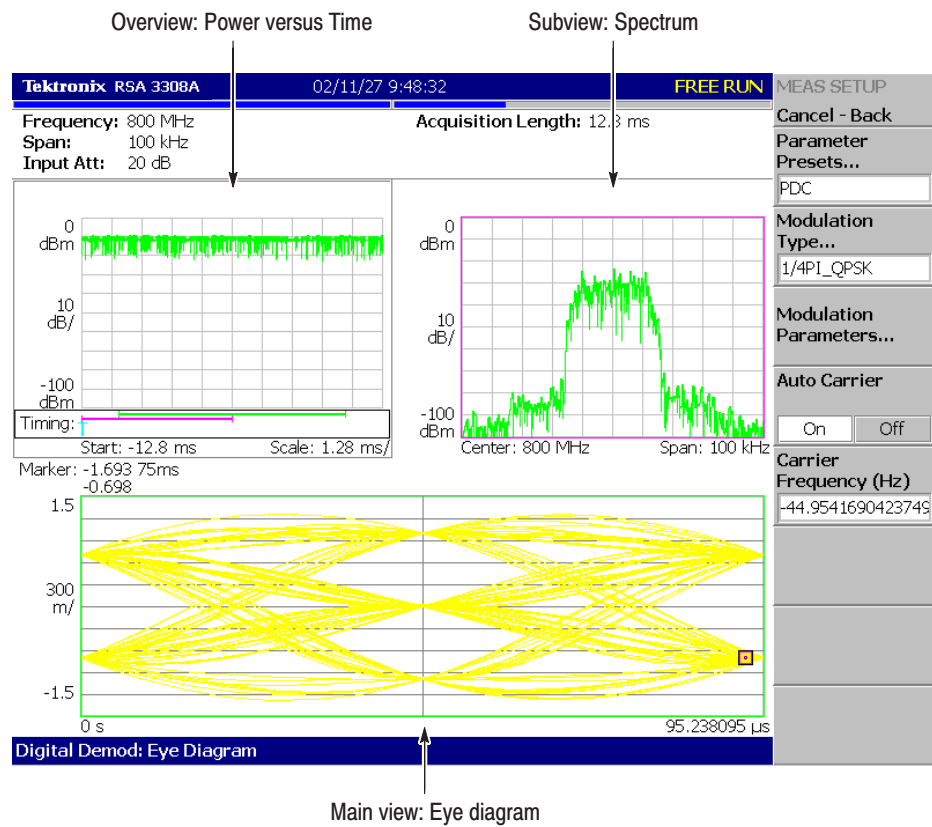 Overview: Power versus Time
Subview: Spectrum
Tektronix RSA 3308A
02/11/27 9:48:32
FREE RUN
MEAS SETUP
Cancel - Back
Frequency: 800 MHz
Acquisition Length: 12.8 ms
Span: 100 kHz
Input Att: 20 dB
Parameter
Presets...
PDC
Modulation
Type...
1/4PI_QPSK
Modulation
Parameters...
Auto Carrier
On Off
Carrier
Frequency (Hz)
-44.9541690423749
0
dBm
10
dB/
-100
dBm
Timing:
Start: -12.8 ms
Scale: 1.28 ms/
0
dBm
10
dB/
-100
dBm
Center: 800 MHz
Span: 100 kHz
Marker: -1.693 75ms
-0.698
1.5
300
m/
-1.5
0 s
95.238095 µs
Digital Demod: Eye Diagram
Main view: Eye diagram